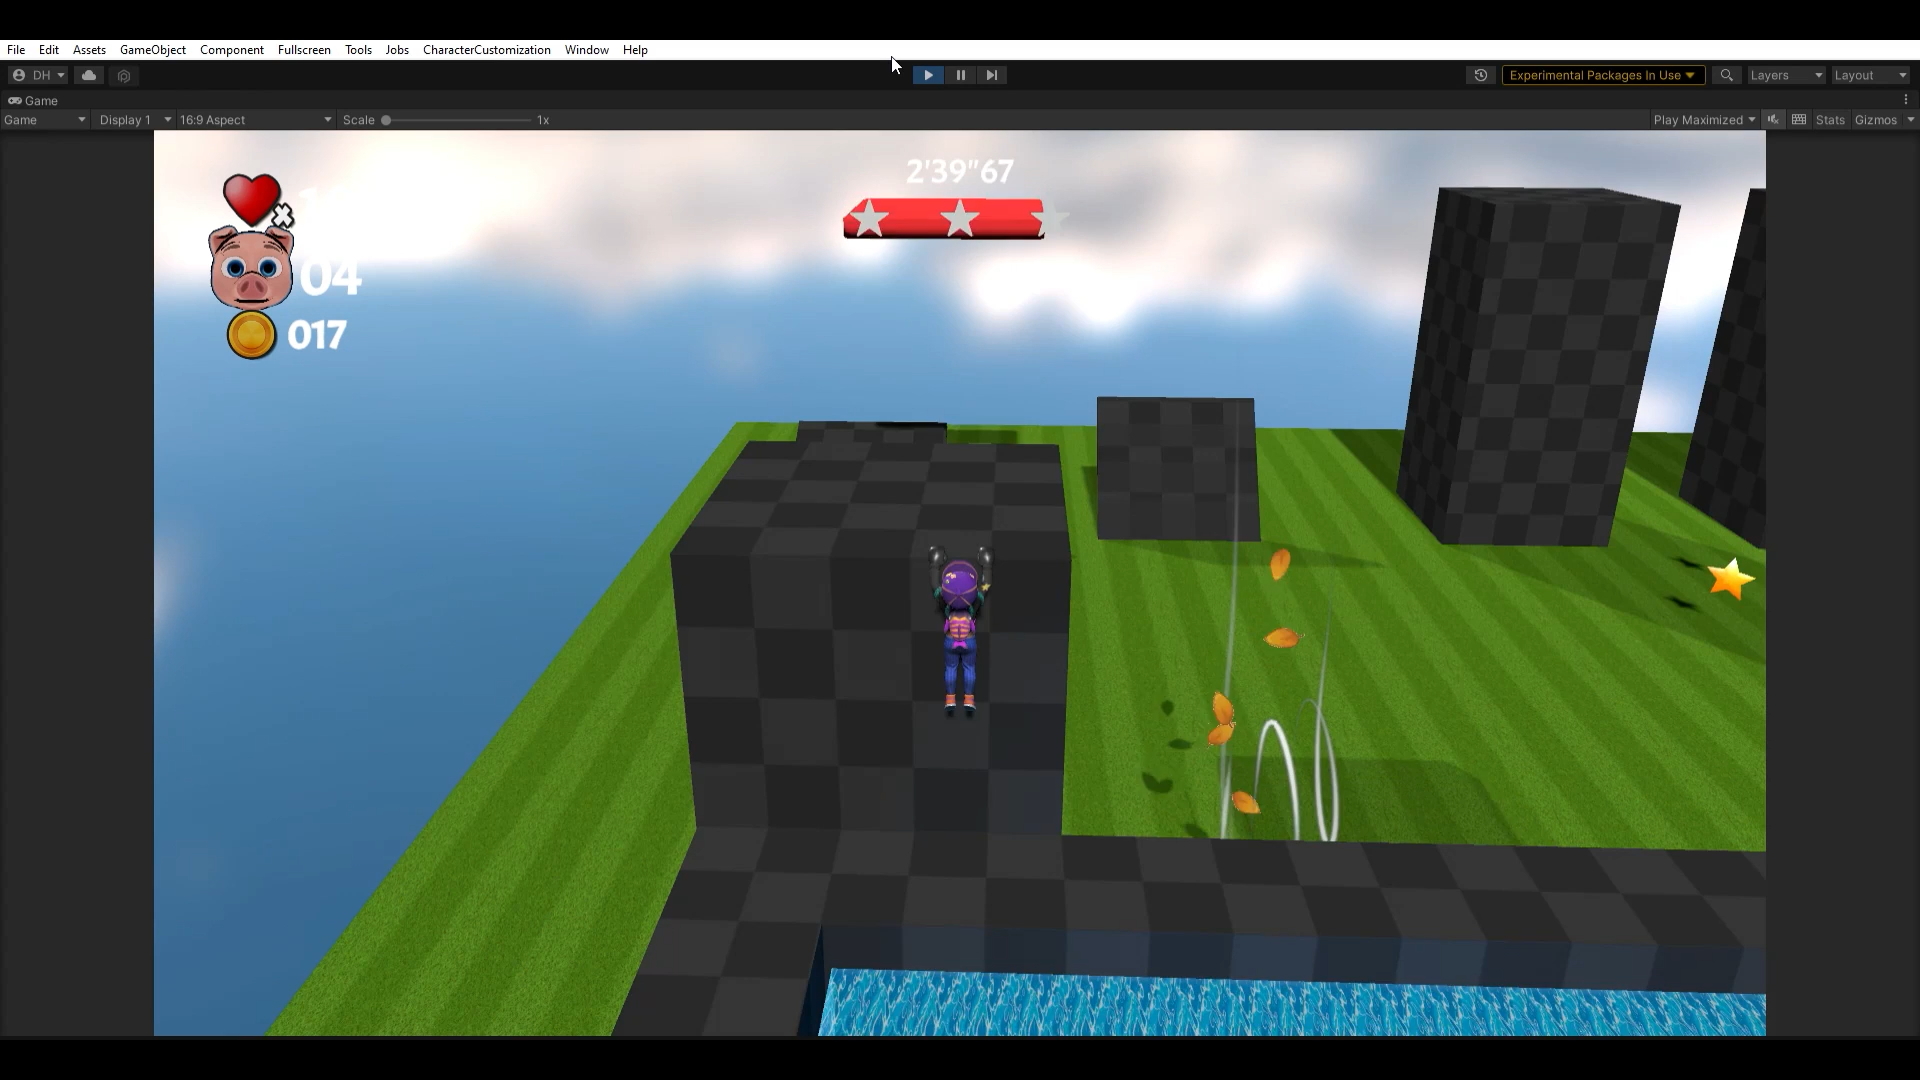 File Edit Assets GameObject Component Fullscreen Tools Jobs CharacterCustomization Window Help
DH Experimental Packages In Use Layers Layout
Game
Game Display 1 16:9 Aspect Scale 1x Play Maximized Stats Gizmos
2'39"67
04
017